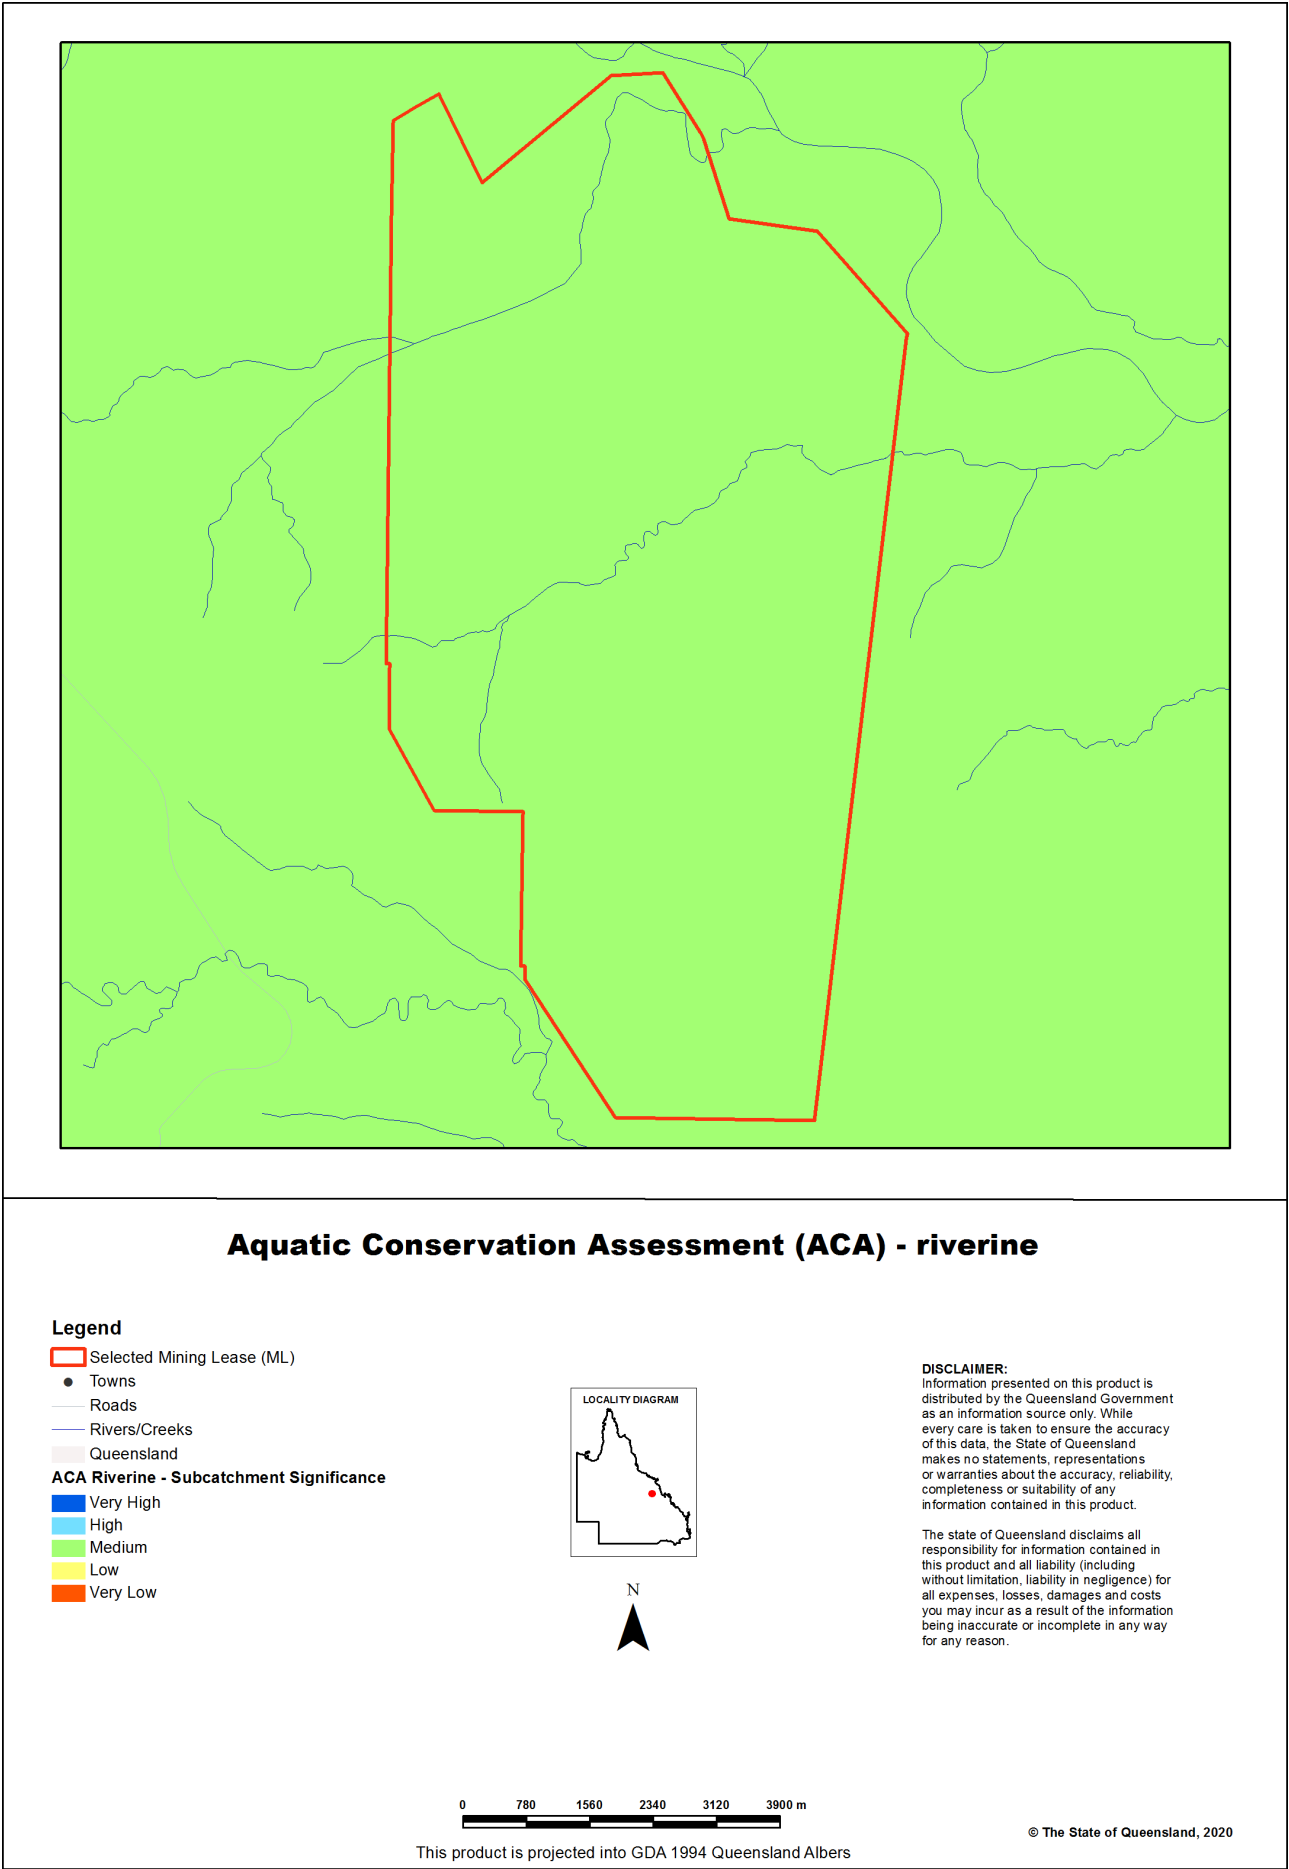 Aquatic Conservation Assessment (ACA) - riverine
Legend
Selected Mining Lease (ML)
Towns
Roads
Rivers/Creeks
Queensland
ACA Riverine - Subcatchment Significance
Very High
High
Medium
Low
Very Low
LOCALITY DIAGRAM
N
DISCLAIMER:
Information presented on this product is
distributed by the Queensland Government
as an information source only. While
every care is taken to ensure the accuracy
of this data, the State of Queensland
makes no statements, representations
or warranties about the accuracy, reliability,
completeness or suitability of any
information contained in this product.
The state of Queensland disclaims all
responsibility for information contained in
this product and all liability (including
without limitation, liability in negligence) for
all expenses, losses, damages and costs
you may incur as a result of the information
being inaccurate or incomplete in any way
for any reason.
0 780 1560 2340 3120 3900 m
This product is projected into GDA 1994 Queensland Albers
© The State of Queensland, 2020